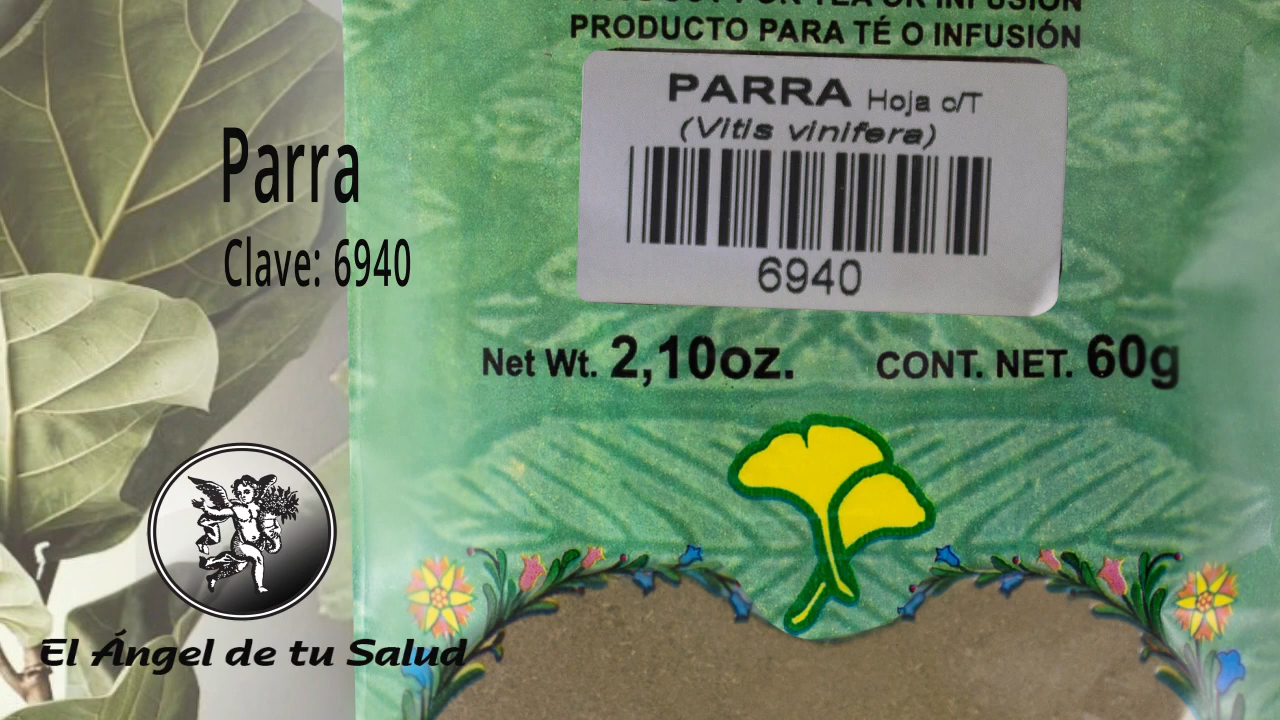 Parra
Clave: 6940
El Ángel de tu Salud
PRODUCTO PARA TÉ O INFUSIÓN
PARRA Hoja c/T
(Vitis vinifera)
6940
Net Wt. 2,10oz. CONT. NET. 60g